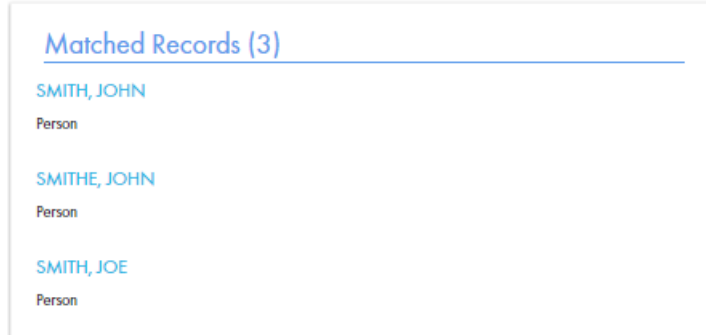 Matched Records (3)
SMITH, JOHN
Person
SMITHE, JOHN
Person
SMITH, JOE
Person